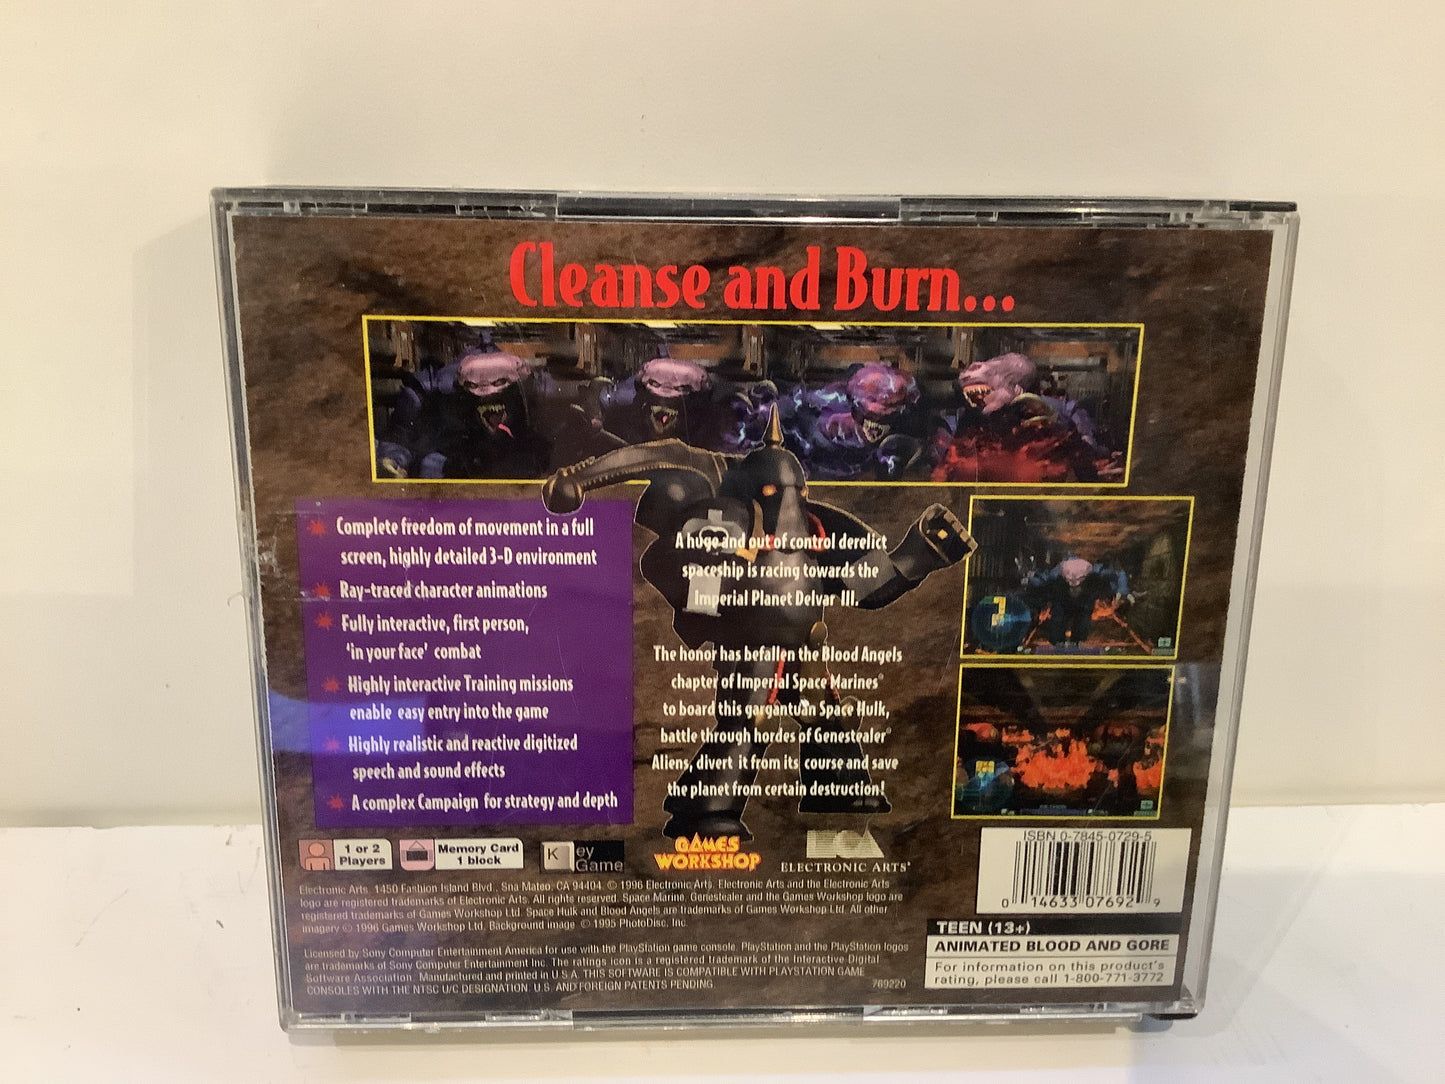 Cleanse and Burn...
Complete freedom of movement in a full
screen, highly detailed 3-D environment
Ray-traced character animations
Fully interactive, first person,
'in your face' combat
Highly interactive Training missions
enable easy entry into the game
Highly realistic and reactive digitized
speech and sound effects
A complex Campaign for strategy and depth
A huge and out of control derelict
spaceship is racing towards the
Imperial Planet Delvar III.
The honor has befallen the Blood Angels
chapter of Imperial Space Marines®
to board this gargantuan Space Hulk,
battle through hordes of Genestealer®
Aliens, divert it from its course and save
the planet from certain destruction!
1 or 2
Players
Memory Card
1 block
Key
Game
GAMES
WORKSHOP
EA
ELECTRONIC ARTS®
ISBN 0-7845-0729-5
0 14633 07692 9
Electronic Arts. 1450 Fashion Island Blvd., Sna Mateo, CA 94404. © 1996 Electronic Arts. Electronic Arts and the Electronic Arts
logo are registered trademarks of Electronic Arts. All rights reserved. Space Marine, Genestealer and the Games Workshop logo are
registered trademarks of Games Workshop Ltd. Space Hulk and Blood Angels are trademarks of Games Workshop Ltd. All other
imagery © 1996 Games Workshop Ltd. Background image © 1995 PhotoDisc, Inc.
Licensed by Sony Computer Entertainment America for use with the PlayStation game console. PlayStation and the PlayStation logos
are trademarks of Sony Computer Entertainment Inc. The ratings icon is a registered trademark of the Interactive Digital
Software Association. Manufactured and printed in U.S.A. THIS SOFTWARE IS COMPATIBLE WITH PLAYSTATION GAME
CONSOLES WITH THE NTSC U/C DESIGNATION. U.S. AND FOREIGN PATENTS PENDING.
769220
TEEN (13+)
ANIMATED BLOOD AND GORE
For information on this product's
rating, please call 1-800-771-3772